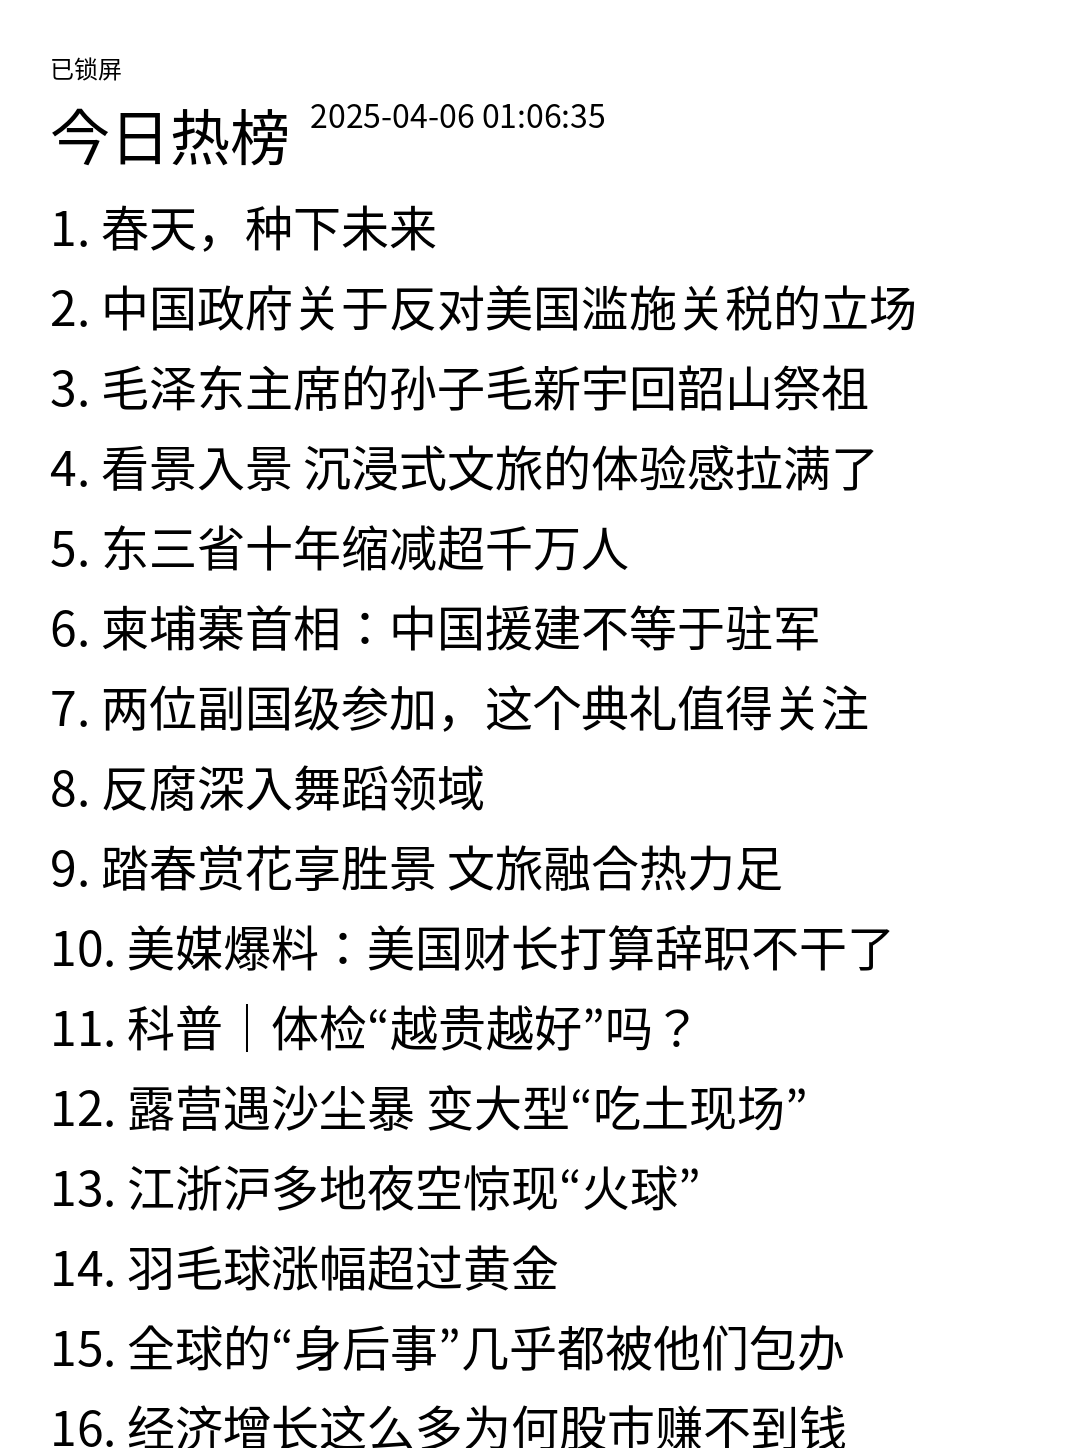 已锁屏
今日热榜 2025-04-06 01:06:35
1. 春天，种下未来
2. 中国政府关于反对美国滥施关税的立场
3. 毛泽东主席的孙子毛新宇回韶山祭祖
4. 看景入景 沉浸式文旅的体验感拉满了
5. 东三省十年缩减超千万人
6. 柬埔寨首相：中国援建不等于驻军
7. 两位副国级参加，这个典礼值得关注
8. 反腐深入舞蹈领域
9. 踏春赏花享胜景 文旅融合热力足
10. 美媒爆料：美国财长打算辞职不干了
11. 科普｜体检“越贵越好”吗？
12. 露营遇沙尘暴 变大型“吃土现场”
13. 江浙沪多地夜空惊现“火球”
14. 羽毛球涨幅超过黄金
15. 全球的“身后事”几乎都被他们包办
16. 经济增长这么多为何股市赚不到钱